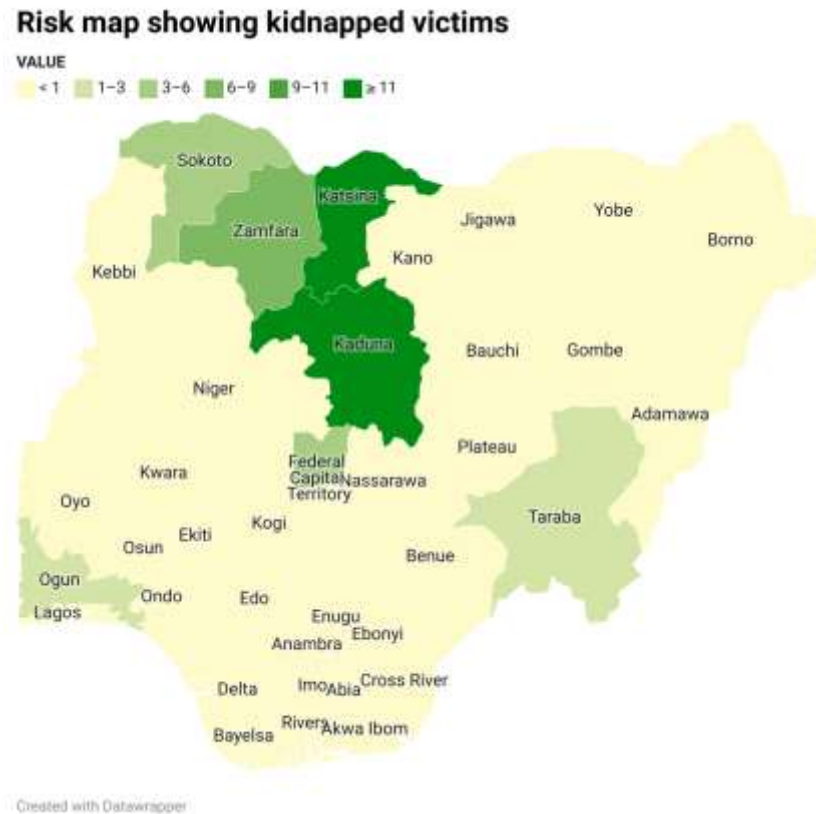 Risk map showing kidnapped victims
VALUE
< 1 1–3 3–6 6–9 9–11 ≥ 11
Sokoto
Katsina
Zamfara
Jigawa
Yobe
Borno
Kano
Kebbi
Kaduna
Bauchi
Gombe
Niger
Adamawa
Plateau
Federal
Capital
Territory
Nassarawa
Kwara
Oyo
Taraba
Kogi
Ekiti
Osun
Benue
Ogun
Ondo
Edo
Lagos
Enugu
Ebonyi
Anambra
Delta
Imo
Abia
Cross River
Rivers
Akwa Ibom
Bayelsa
Created with Datawrapper